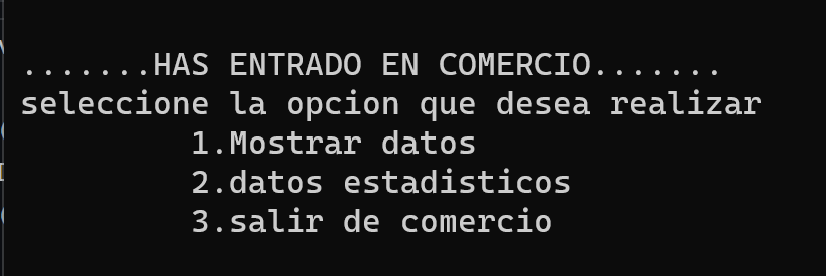 .......HAS ENTRADO EN COMERCIO.......
seleccione la opcion que desea realizar
1.Mostrar datos
2.datos estadisticos
3.salir de comercio